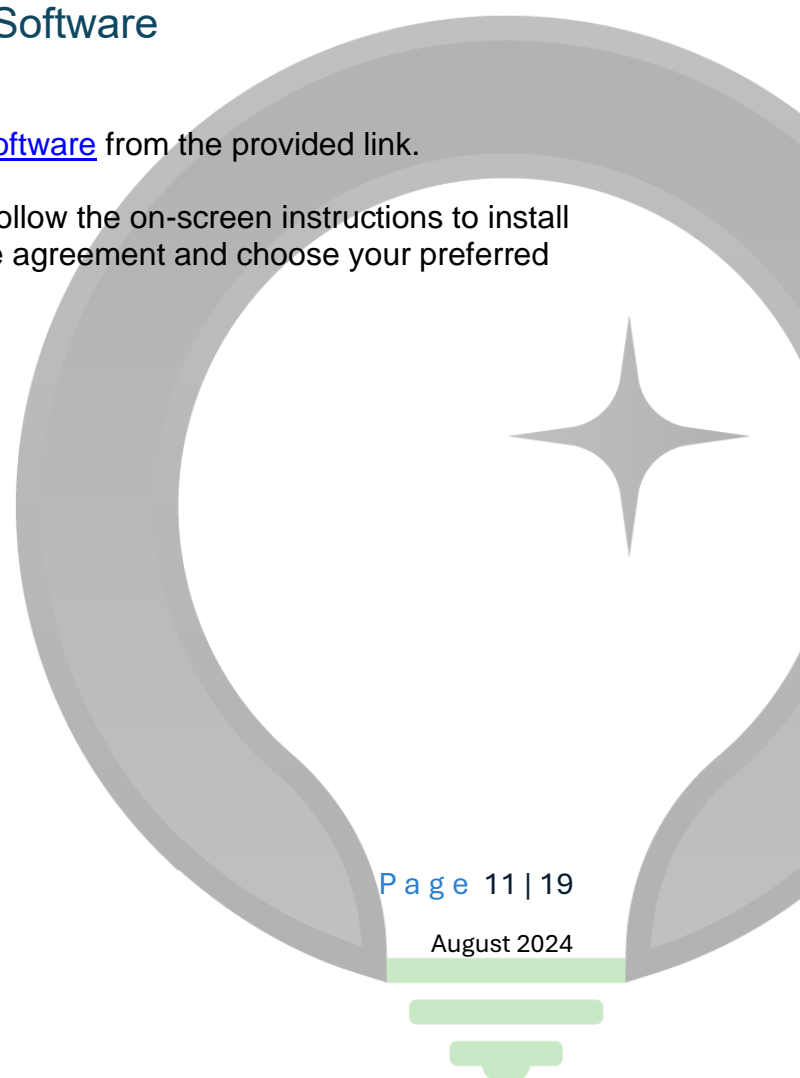 Software
oftware from the provided link.
ollow the on-screen instructions to install
e agreement and choose your preferred
Page 11 | 19
August 2024